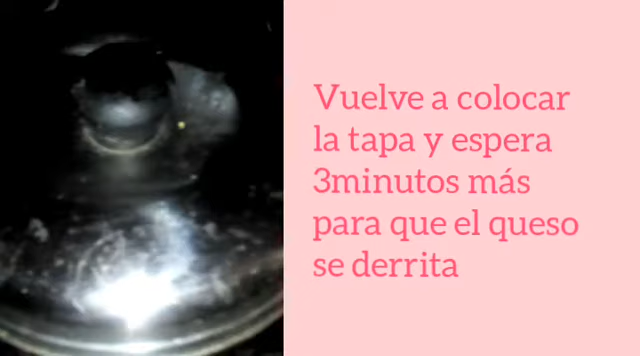 Vuelve a colocar
la tapa y espera
3minutos más
para que el queso
se derrita